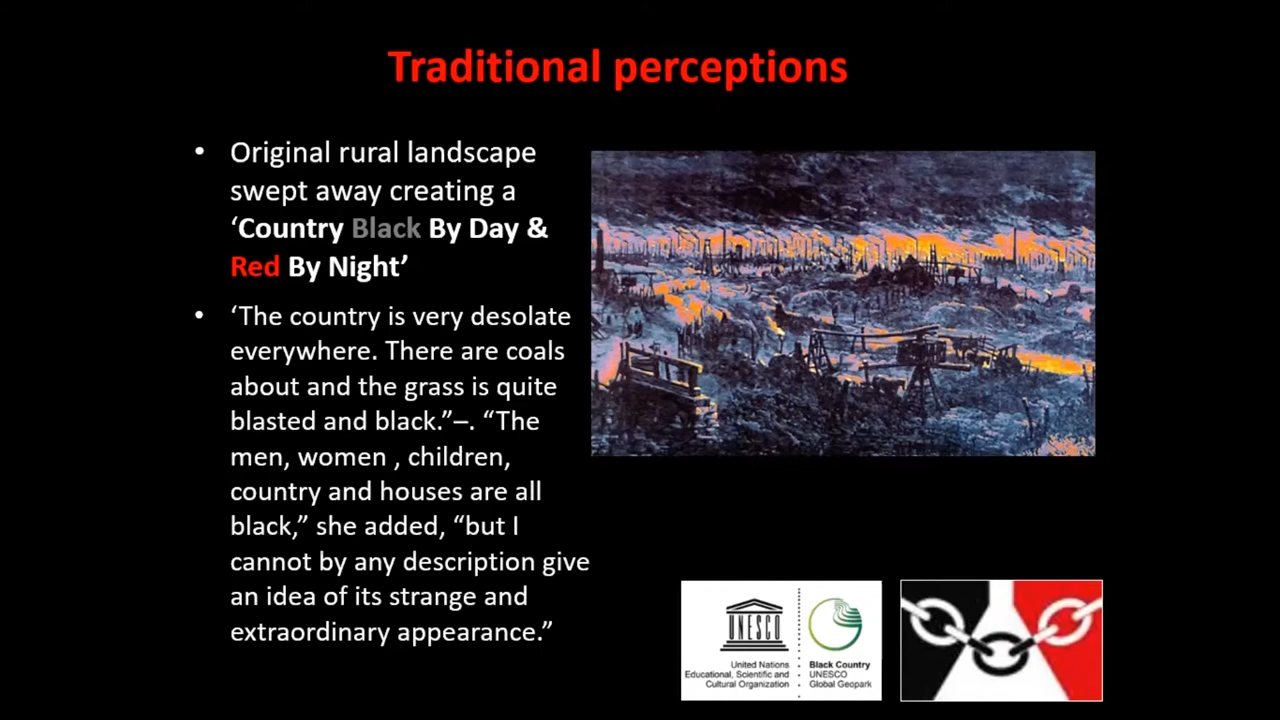 Traditional perceptions
• Original rural landscape
swept away creating a
‘Country Black By Day &
Red By Night’
• ‘The country is very desolate
everywhere. There are coals
about and the grass is quite
blasted and black.”–. “The
men, women , children,
country and houses are all
black,” she added, “but I
cannot by any description give
an idea of its strange and
extraordinary appearance.”
UNESCO
United Nations
Educational, Scientific and
Cultural Organization
Black Country
UNESCO
Global Geopark